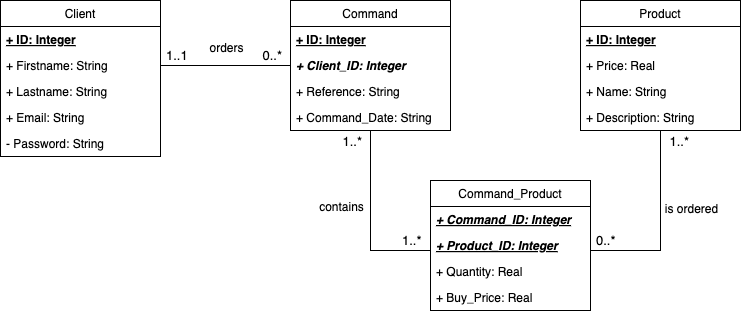 Client
+ ID: Integer
+ Firstname: String
+ Lastname: String
+ Email: String
- Password: String
1..1
orders
0..*
Command
+ ID: Integer
+ Client_ID: Integer
+ Reference: String
+ Command_Date: String
Product
+ ID: Integer
+ Price: Real
+ Name: String
+ Description: String
1..*
contains
1..*
Command_Product
+ Command_ID: Integer
+ Product_ID: Integer
+ Quantity: Real
+ Buy_Price: Real
1..*
is ordered
0..*